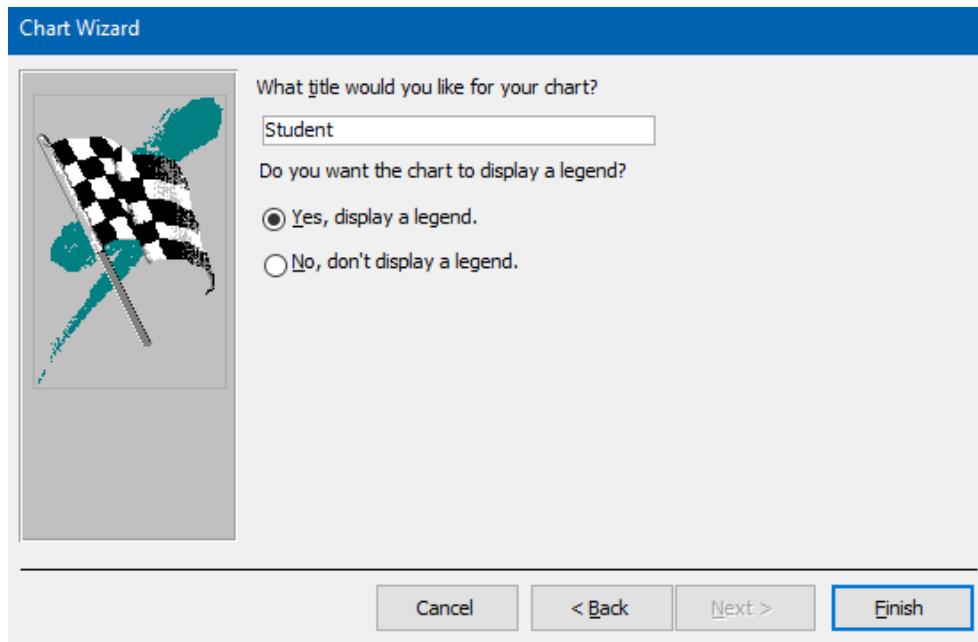 Chart Wizard
What title would you like for your chart?
Student
Do you want the chart to display a legend?
Yes, display a legend.
No, don't display a legend.
Cancel
< Back
Next >
Finish